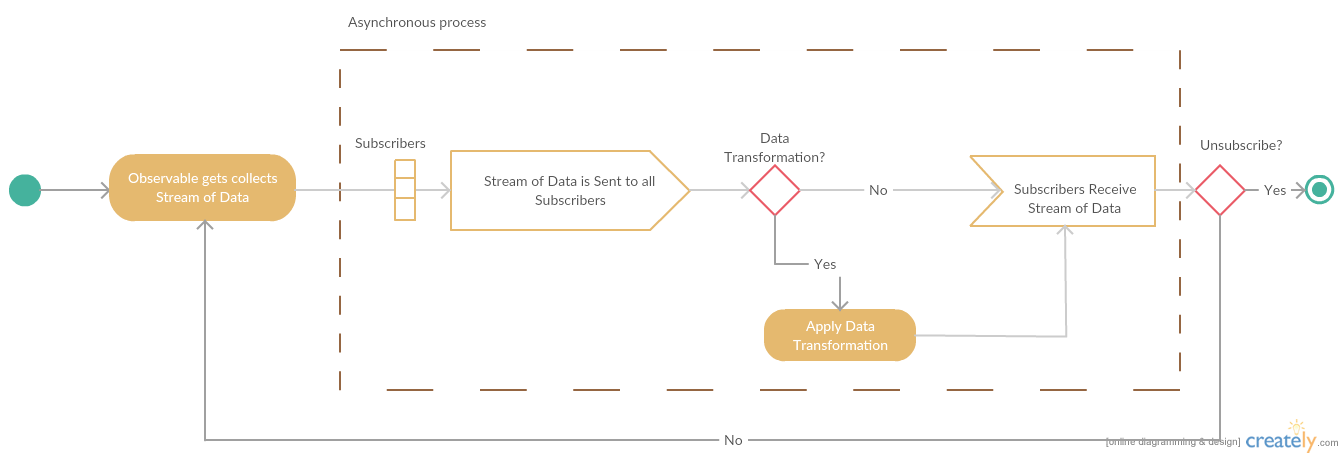 Asynchronous process
Subscribers
Data
Transformation?
Unsubscribe?
Observable gets collects
Stream of Data
Stream of Data is Sent to all
Subscribers
No
Subscribers Receive
Stream of Data
Yes
Yes
Apply Data
Transformation
No
[online diagramming & design] creately.com